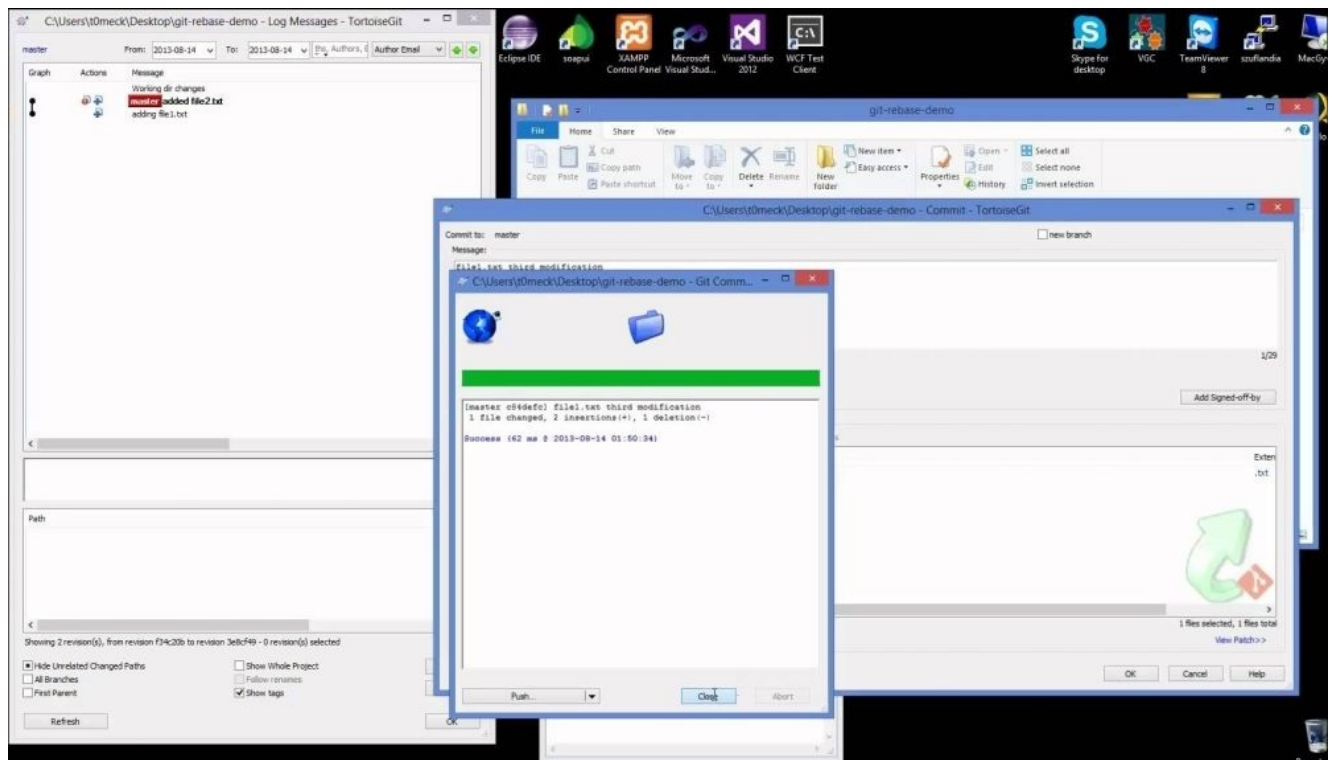 C:\Users\t0meck\Desktop\git-rebase-demo - Log Messages - TortoiseGit
master From: 2013-08-14 To: 2013-08-14 Authors, Author Email
Graph Actions Message
Working dir changes
master added file2.txt
adding file1.txt
Path
Showing 2 revision(s), from revision f34c20b to revision 3e8cf49 - 0 revision(s) selected
Hide Unrelated Changed Paths Show Whole Project
All Branches Follow renames
First Parent Show tags
Refresh OK
Eclipse IDE soapui XAMPP Control Panel Microsoft Visual Stud... Visual Studio 2012 WCF Test Client
Skype for desktop VGC TeamViewer 8 szuflandia MacGy
git-rebase-demo
File Home Share View
Copy Paste Cut Copy path Paste shortcut Move to Copy to Delete Rename New folder New item Easy access Properties Open Edit History Select all Select none Invert selection
C:\Users\t0meck\Desktop\git-rebase-demo - Commit - TortoiseGit
Commit to: master new branch
Message:
file1.txt third modification
1/29
Add Signed-off-by
Exten
.txt
1 files selected, 1 files total
View Patch>>
OK Cancel Help
C:\Users\t0meck\Desktop\git-rebase-demo - Git Comm...
[master c84defc] file1.txt third modification
1 file changed, 2 insertions(+), 1 deletion(-)
Success (62 ms @ 2013-08-14 01:50:34)
Push... Close Abort